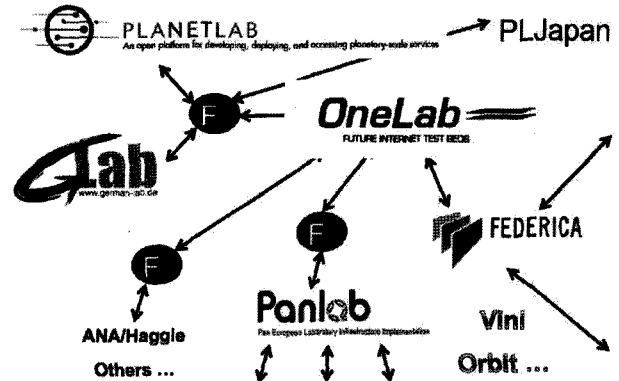 PLANETLAB
An open platform for developing, deploying, and accessing planetary-scale services
PLJapan
F
OneLab
FUTURE INTERNET TEST BEDS
GLab
www.german-lab.de
F
F
FEDERICA
Panlab
Pan European Laboratory Infrastructure Implementation
ANA/Haggle
Others ...
Vini
Orbit ...